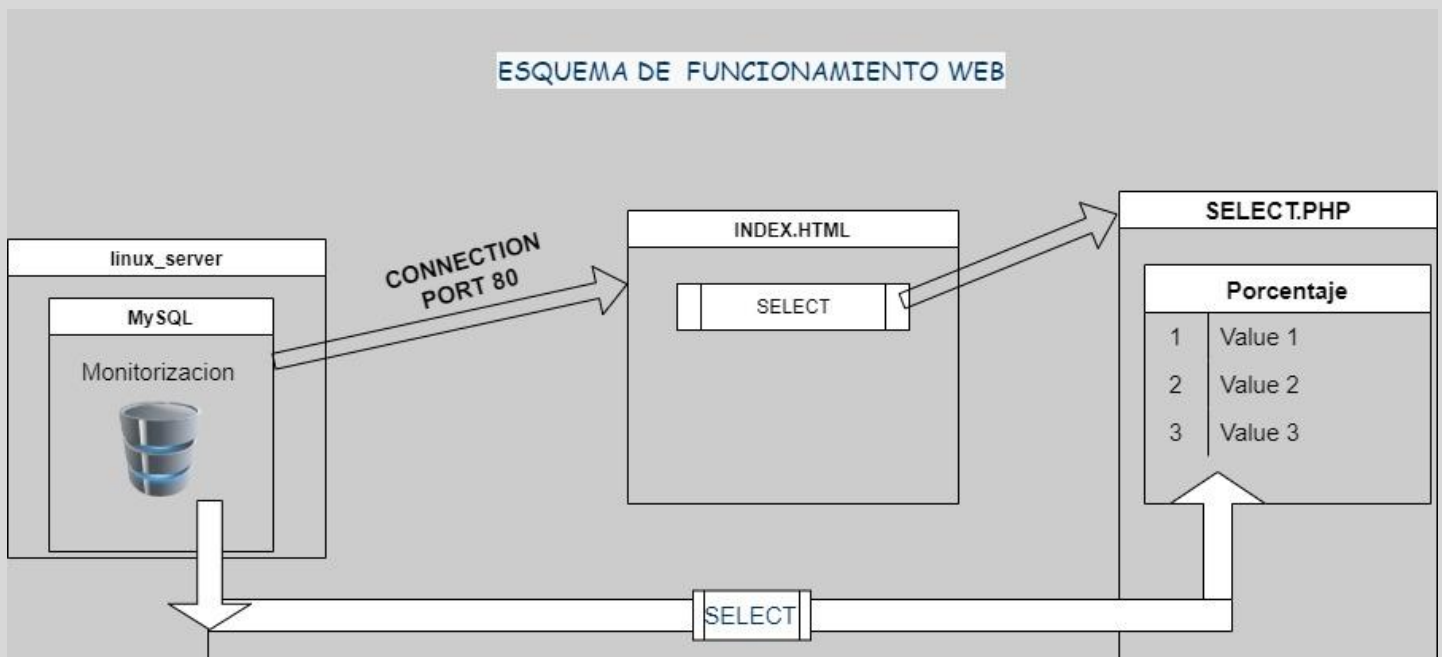 ESQUEMA DE FUNCIONAMIENTO WEB
linux_server
MySQL
Monitorizacion
CONNECTION
PORT 80
INDEX.HTML
SELECT
SELECT.PHP
Porcentaje
1 Value 1
2 Value 2
3 Value 3
SELECT